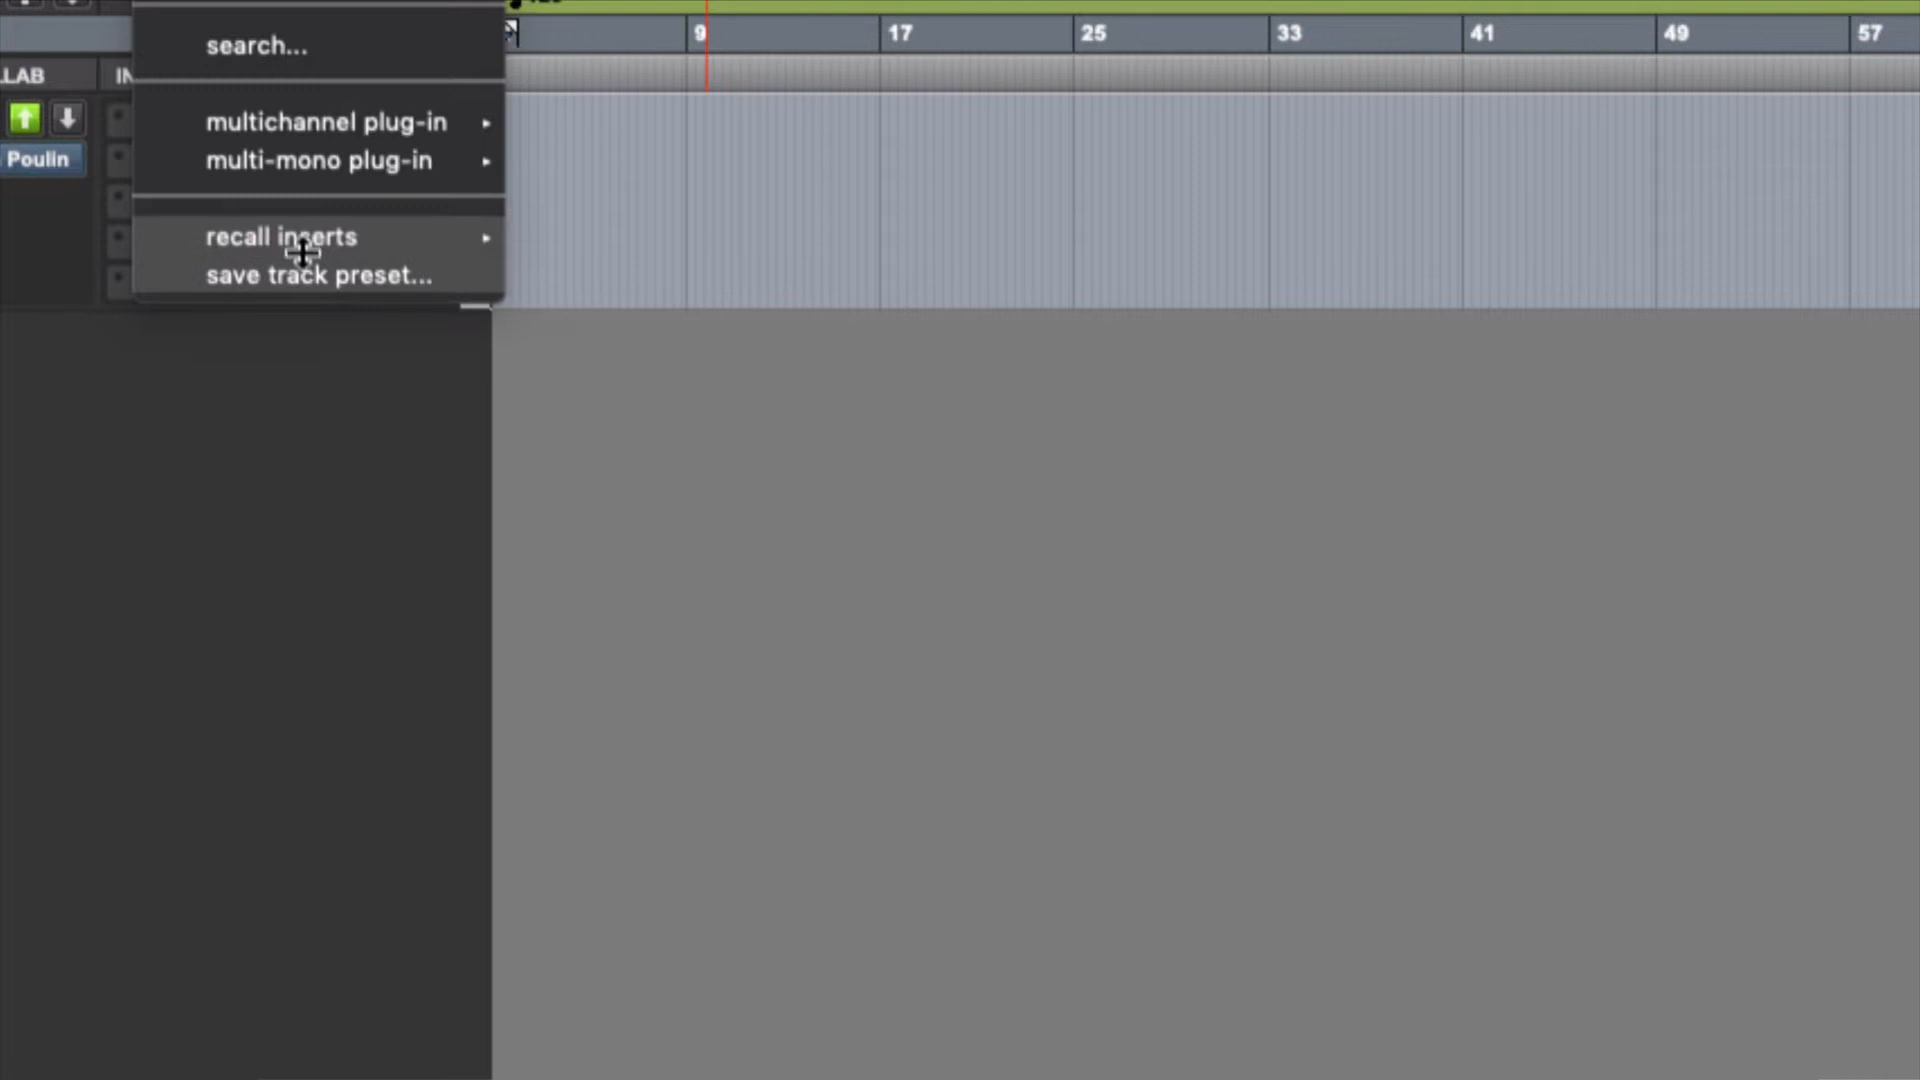 search...
9 17 25 33 41 49 57
LAB
multichannel plug-in
Poulin
multi-mono plug-in
recall inserts
save track preset...